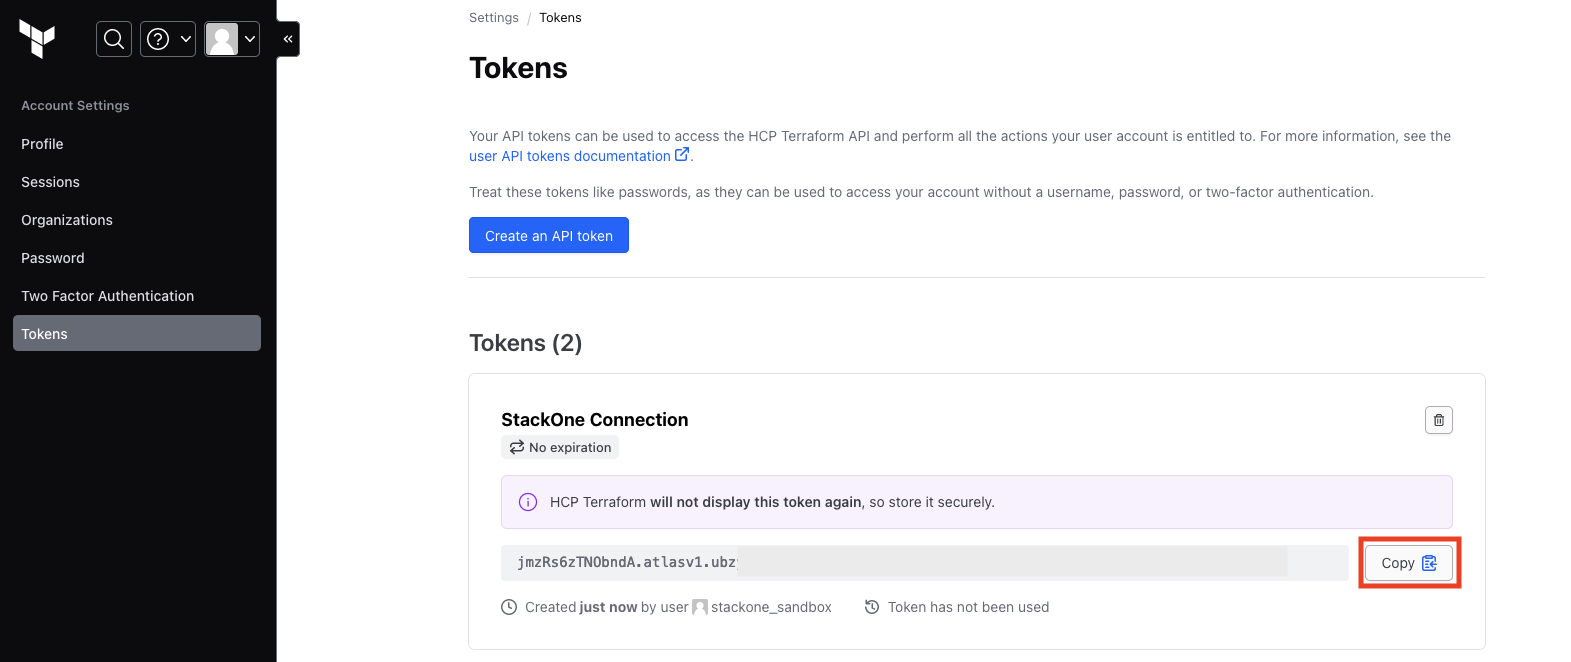 Settings / Tokens
Tokens
Account Settings
Profile
Sessions
Organizations
Password
Two Factor Authentication
Tokens
Your API tokens can be used to access the HCP Terraform API and perform all the actions your user account is entitled to. For more information, see the
user API tokens documentation.
Treat these tokens like passwords, as they can be used to access your account without a username, password, or two-factor authentication.
Create an API token
Tokens (2)
StackOne Connection
No expiration
HCP Terraform will not display this token again, so store it securely.
jmzRs6zTNObndA.atlasv1.ubz
Copy
Created just now by user stackone_sandbox
Token has not been used